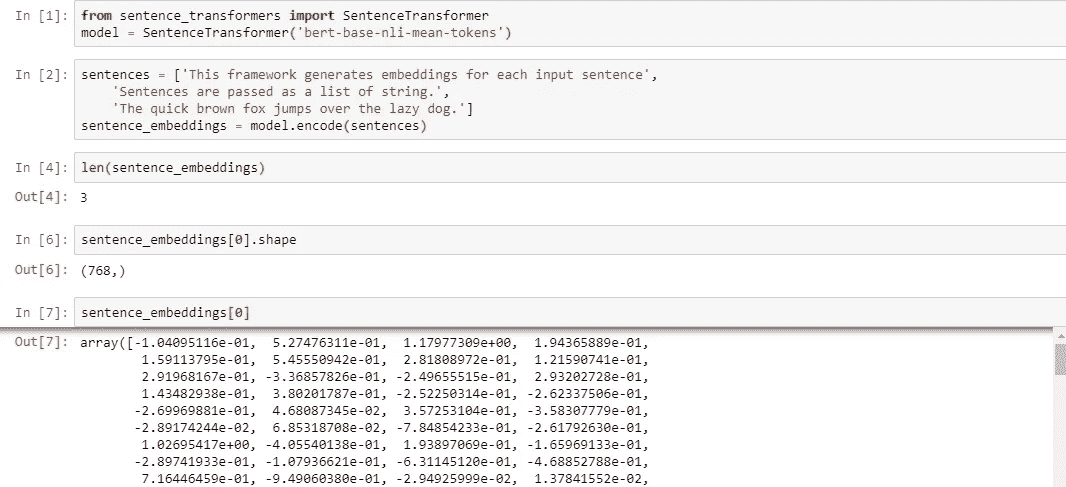 In [1]: from sentence_transformers import SentenceTransformer
model = SentenceTransformer('bert-base-nli-mean-tokens')
In [2]: sentences = ['This framework generates embeddings for each input sentence',
'Sentences are passed as a list of string.',
'The quick brown fox jumps over the lazy dog.']
sentence_embeddings = model.encode(sentences)
In [4]: len(sentence_embeddings)
Out[4]: 3
In [6]: sentence_embeddings[0].shape
Out[6]: (768,)
In [7]: sentence_embeddings[0]
Out[7]: array([-1.04095116e-01, 5.27476311e-01, 1.17977309e+00, 1.94365889e-01,
1.59113795e-01, 5.45550942e-01, 2.81808972e-01, 1.21590741e-01,
2.91968167e-01, -3.36857826e-01, -2.49655515e-01, 2.93202728e-01,
1.43482938e-01, 3.80201787e-01, -2.52250314e-01, -2.62337506e-01,
-2.69969881e-01, 4.68087345e-02, 3.57253104e-01, -3.58307779e-01,
-2.89174244e-02, 6.85318708e-02, -7.84854233e-01, -2.61792630e-01,
1.02695417e+00, -4.05540138e-01, 1.93897069e-01, -1.65969133e-01,
-2.89741933e-01, -1.07936621e-01, -6.31145120e-01, -4.68852788e-01,
7.16446459e-01, -9.49060380e-01, -2.94925999e-02, 1.37841552e-02,